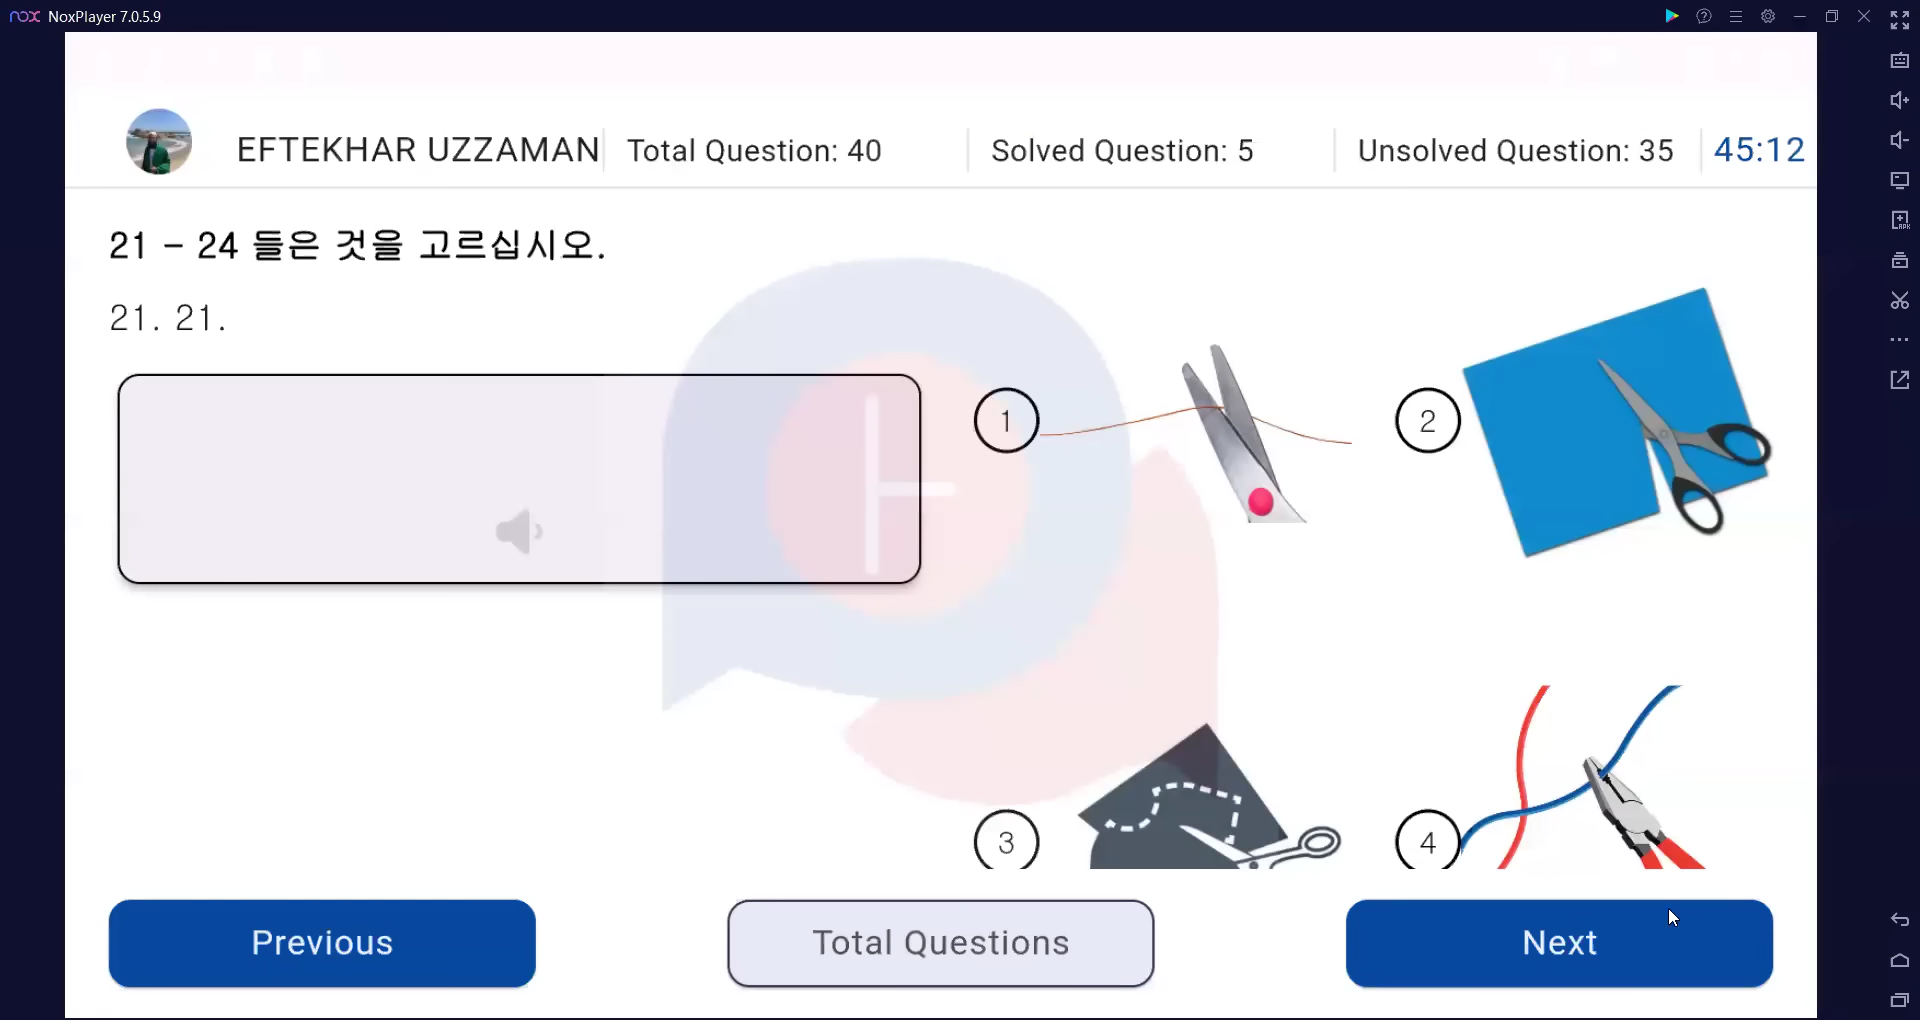 nox NoxPlayer 7.0.5.9
EFTEKHAR UZZAMAN
Total Question: 40
Solved Question: 5
Unsolved Question: 35
45:12
21 – 24 들은 것을 고르십시오.
21. 21.
1
2
3
4
Previous
Total Questions
Next